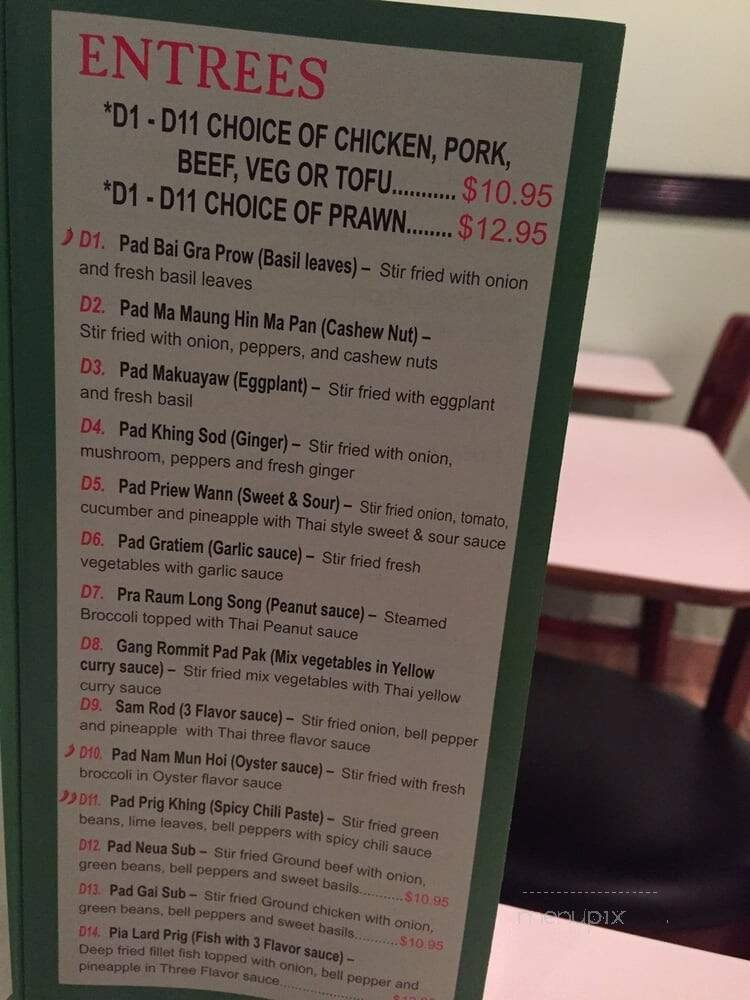 ENTREES
*D1 - D11 CHOICE OF CHICKEN, PORK,
BEEF, VEG OR TOFU........... $10.95
*D1 - D11 CHOICE OF PRAWN........ $12.95
D1. Pad Bai Gra Prow (Basil leaves) – Stir fried with onion
and fresh basil leaves
D2. Pad Ma Maung Hin Ma Pan (Cashew Nut) –
Stir fried with onion, peppers, and cashew nuts
D3. Pad Makuayaw (Eggplant) – Stir fried with eggplant
and fresh basil
D4. Pad Khing Sod (Ginger) – Stir fried with onion,
mushroom, peppers and fresh ginger
D5. Pad Priew Wann (Sweet & Sour) – Stir fried onion, tomato,
cucumber and pineapple with Thai style sweet & sour sauce
D6. Pad Gratiem (Garlic sauce) – Stir fried fresh
vegetables with garlic sauce
D7. Pra Raum Long Song (Peanut sauce) – Steamed
Broccoli topped with Thai Peanut sauce
D8. Gang Rommit Pad Pak (Mix vegetables in Yellow
curry sauce) – Stir fried mix vegetables with Thai yellow
curry sauce
D9. Sam Rod (3 Flavor sauce) – Stir fried onion, bell pepper
and pineapple with Thai three flavor sauce
D10. Pad Nam Mun Hoi (Oyster sauce) – Stir fried with fresh
broccoli in Oyster flavor sauce
D11. Pad Prig Khing (Spicy Chili Paste) – Stir fried green
beans, lime leaves, bell peppers with spicy chili sauce
D12. Pad Neua Sub – Stir fried Ground beef with onion,
green beans, bell peppers and sweet basils...........$10.95
D13. Pad Gai Sub – Stir fried Ground chicken with onion,
green beans, bell peppers and sweet basils...........$10.95
D14. Pia Lard Prig (Fish with 3 Flavor sauce) –
Deep fried fillet fish topped with onion, bell pepper and
pineapple in Three Flavor sauce
menupix